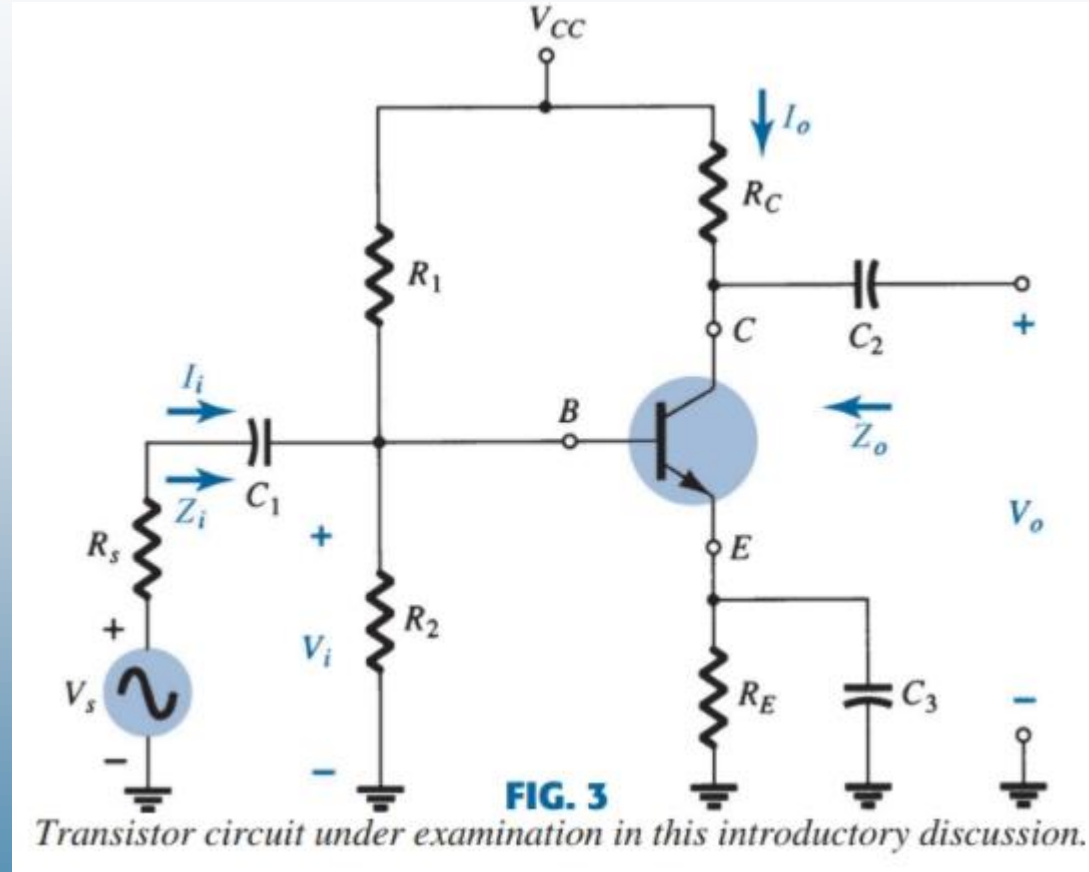 VCC
Io
RC
R1
C
C2
+
Ii
B
Zo
Zi
C1
+
E
Vo
Rs
R2
+
Vi
Vs
RE
C3
−
−
−
FIG. 3
Transistor circuit under examination in this introductory discussion.